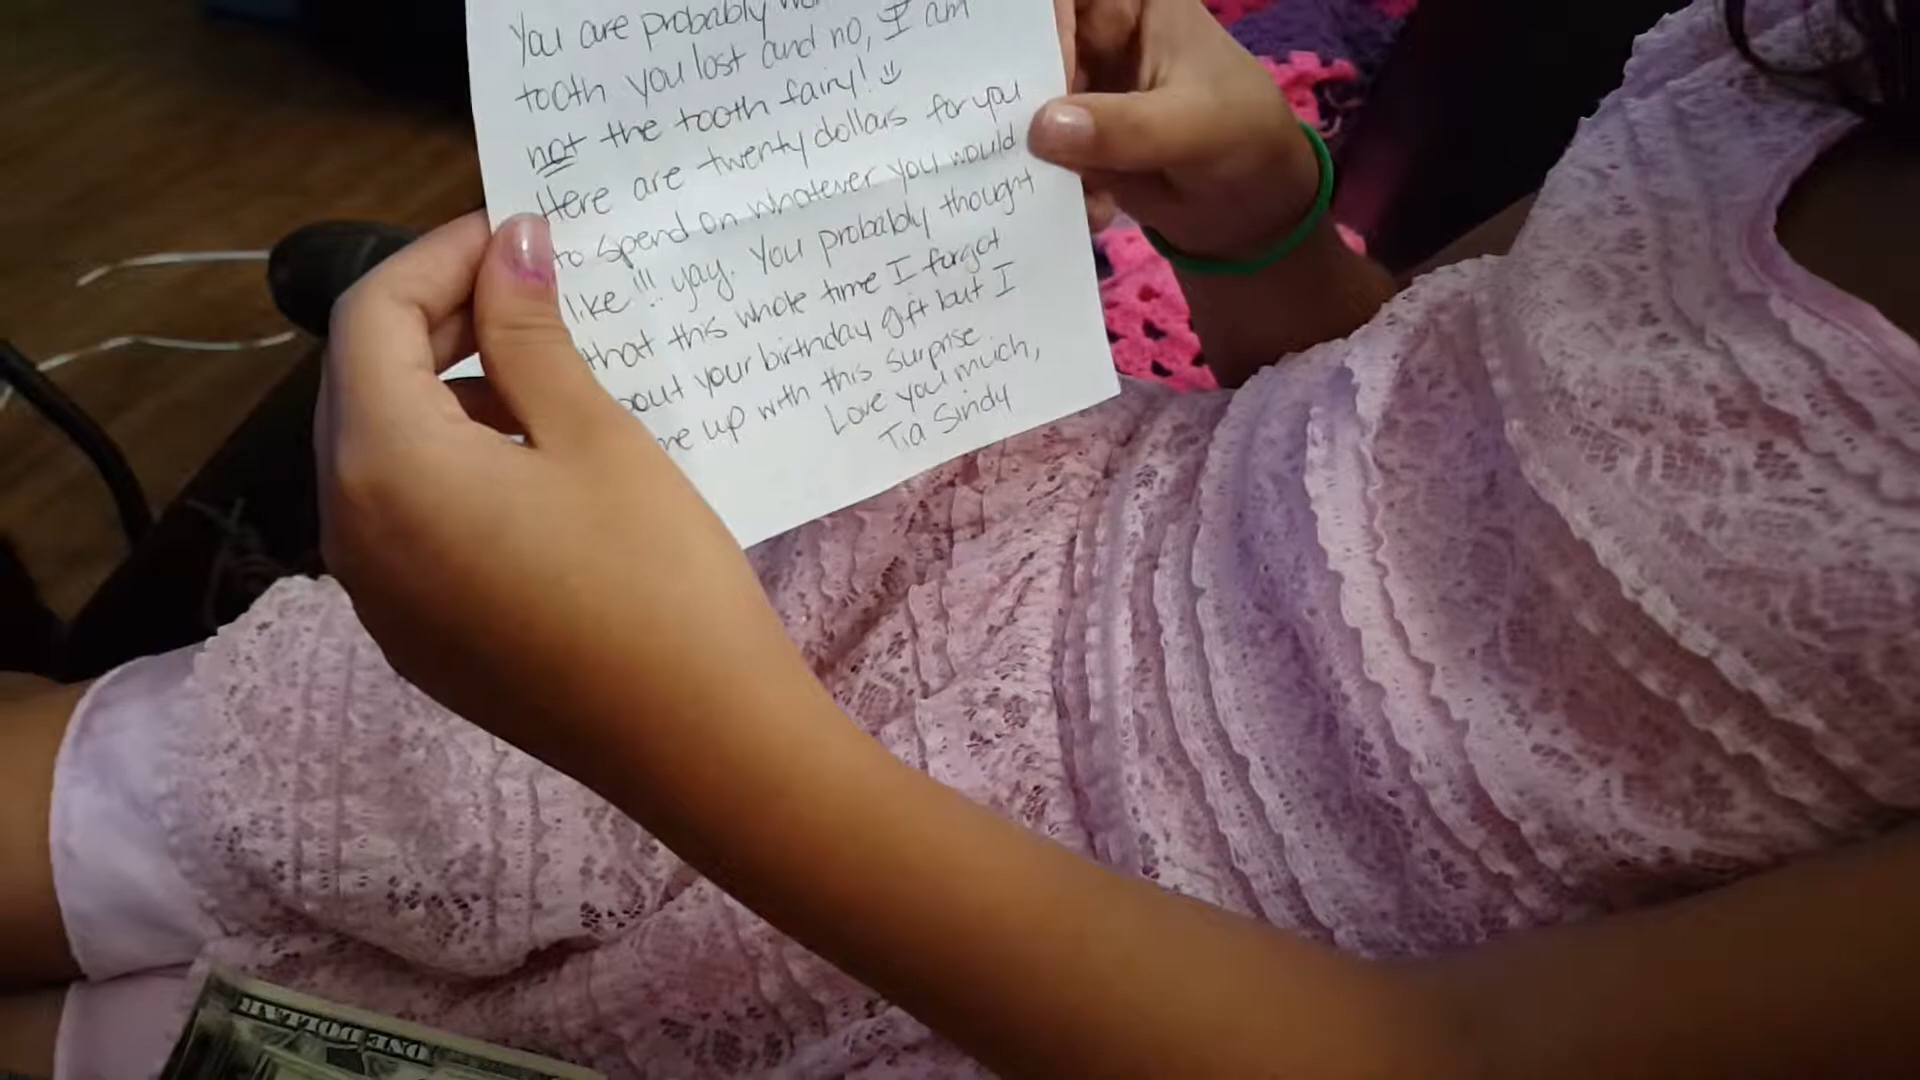 You are probably
tooth you lost and no, I am
not the tooth fairy!
Here are twenty dollars for you
to spend on whatever you would
like!!! yay. You probably thought
that this whole time I forgot
bout your birthday gift but I
me up with this surprise
Love you much,
Tia Sindy
ONE DOLLAR